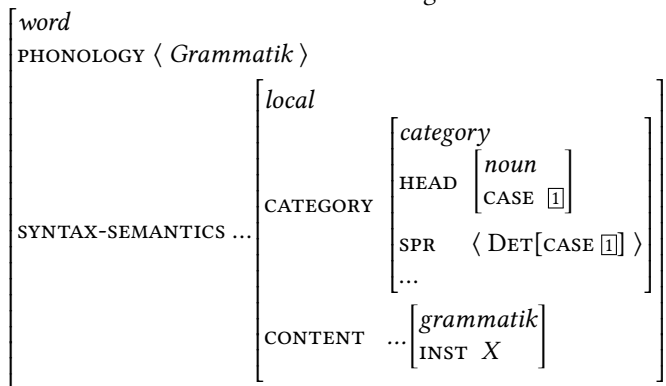 word
PHONOLOGY ⟨ Grammatik ⟩
local
category
HEAD noun
CASE 1
CATEGORY
SYNTAX-SEMANTICS ...
SPR ⟨ DET[CASE 1] ⟩
...
grammatik
CONTENT ...
INST X